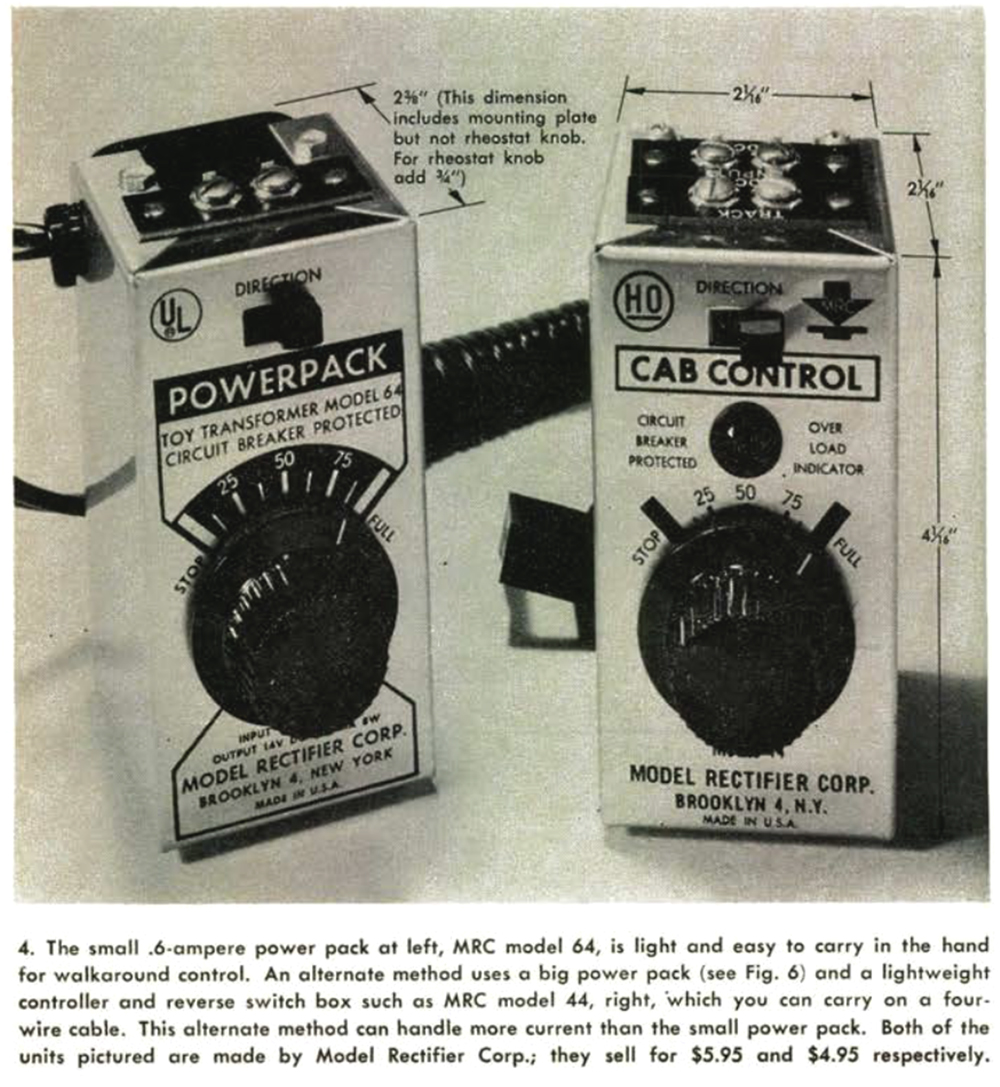 2⅜" (This dimension
includes mounting plate
but not rheostat knob.
For rheostat knob
add ¾")
2¹⁄₁₆"
2¹⁄₁₆"
4¹⁄₁₆"
UL
DIRECTION
POWERPACK
TOY TRANSFORMER MODEL 64
CIRCUIT BREAKER PROTECTED
25 50 75
STOP FULL
INPUT 8W
OUTPUT 14V
MODEL RECTIFIER CORP.
BROOKLYN 4, NEW YORK
MADE IN U.S.A.
DC
INPUT
DC
TRACK
HO
DIRECTION
MRC
CAB CONTROL
CIRCUIT
BREAKER
PROTECTED
OVER
LOAD
INDICATOR
25 50 75
STOP FULL
MODEL RECTIFIER CORP.
BROOKLYN 4, N.Y.
MADE IN U.S.A.
4. The small .6-ampere power pack at left, MRC model 64, is light and easy to carry in the hand
for walkaround control. An alternate method uses a big power pack (see Fig. 6) and a lightweight
controller and reverse switch box such as MRC model 44, right, which you can carry on a four-
wire cable. This alternate method can handle more current than the small power pack. Both of the
units pictured are made by Model Rectifier Corp.; they sell for $5.95 and $4.95 respectively.